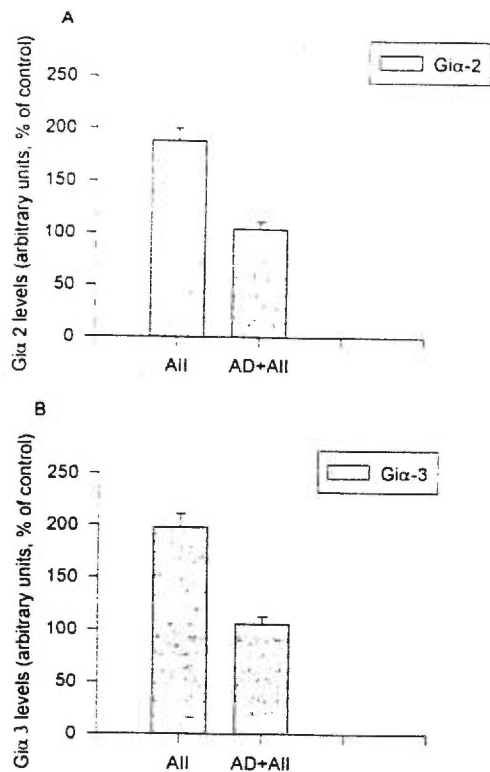 A
Giα-2
Giα 2 levels (arbitrary units, % of control)
250
200
150
100
50
0
AII
AD+AII
B
Giα-3
Giα 3 levels (arbitrary units, % of control)
250
200
150
100
50
0
AII
AD+AII